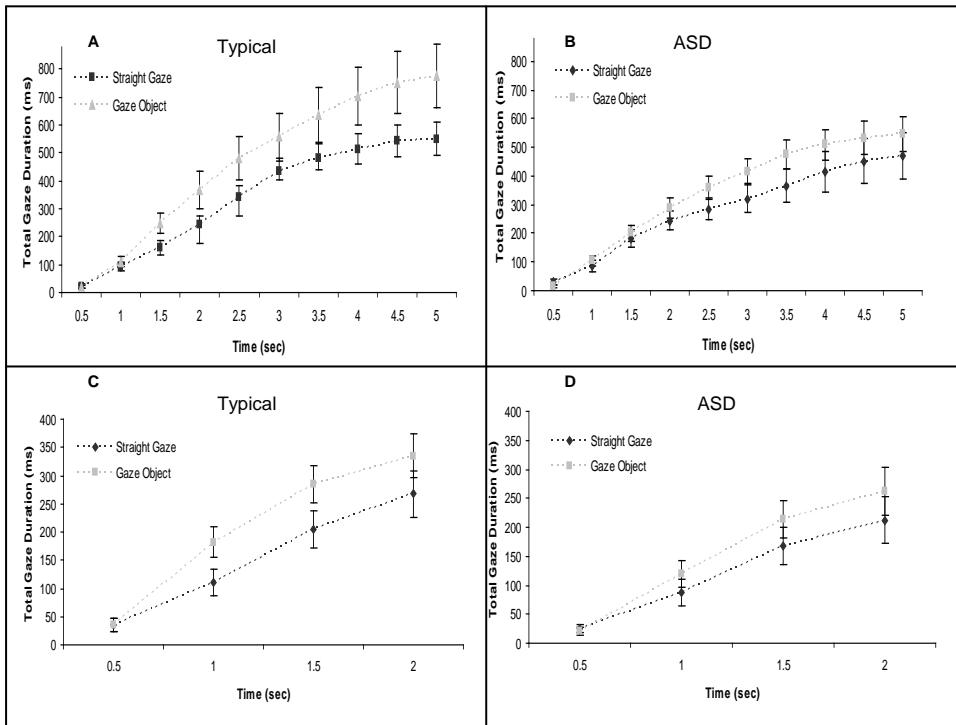 A
Typical
Straight Gaze
Gaze Object
Total Gaze Duration (ms)
800
700
600
500
400
300
200
100
0
0.5 1 1.5 2 2.5 3 3.5 4 4.5 5
Time (sec)
B
ASD
Straight Gaze
Gaze Object
Total Gaze Duration (ms)
800
700
600
500
400
300
200
100
0
0.5 1 1.5 2 2.5 3 3.5 4 4.5 5
Time (sec)
C
Typical
Straight Gaze
Gaze Object
Total Gaze Duration (ms)
400
350
300
250
200
150
100
50
0
0.5 1 1.5 2
Time (sec)
D
ASD
Straight Gaze
Gaze Object
Total Gaze Duration (ms)
400
350
300
250
200
150
100
50
0
0.5 1 1.5 2
Time (sec)